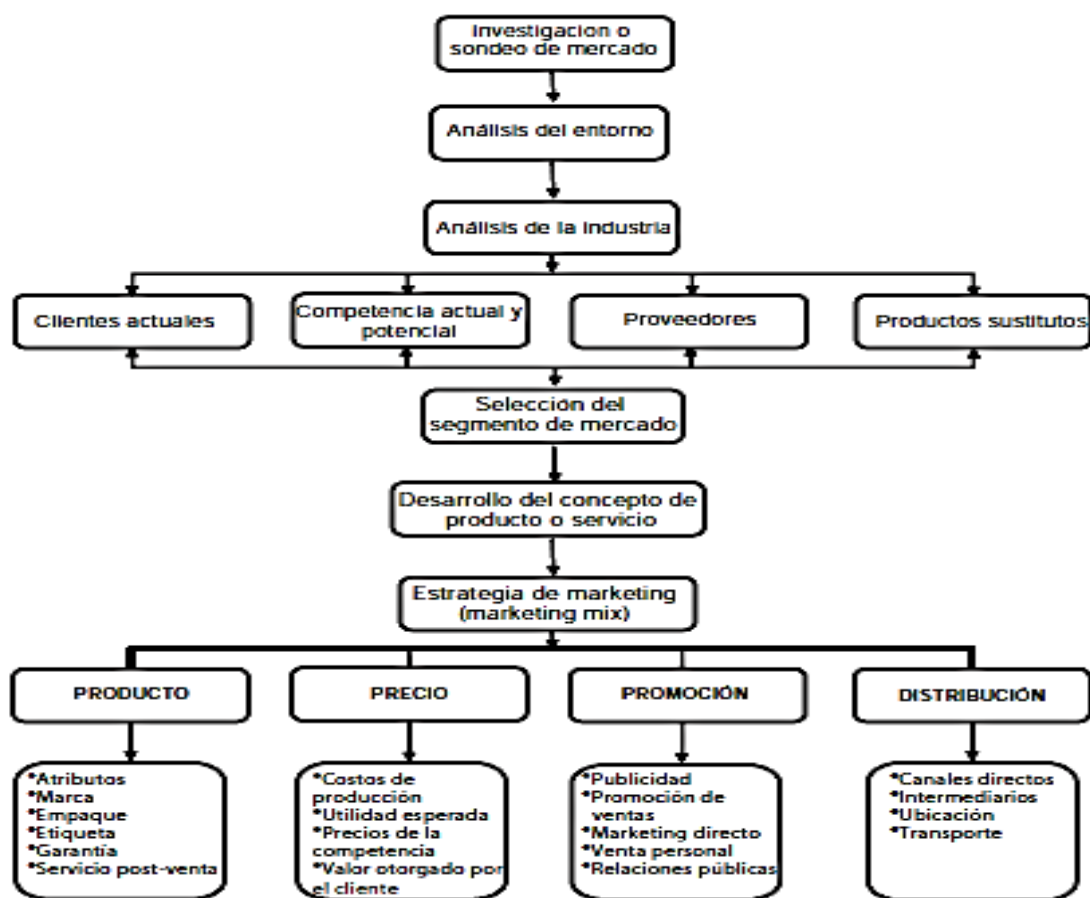 Investigacion o
sondeo de mercado
Análisis del entorno
Análisis de la industria
Clientes actuales
Competencia actual y
potencial
Proveedores
Productos sustitutos
Selección del
segmento de mercado
Desarrollo del concepto de
producto o servicio
Estrategia de marketing
(marketing mix)
PRODUCTO
PRECIO
PROMOCIÓN
DISTRIBUCIÓN
•Atributos
•Marca
•Empaque
•Etiqueta
•Garantía
•Servicio post-venta
•Costos de
producción
•Utilidad esperada
•Precios de la
competencia
•Valor otorgado por
el cliente
•Publicidad
•Promoción de
ventas
•Marketing directo
•Venta personal
•Relaciones públicas
•Canales directos
•Intermediarios
•Ubicación
•Transporte